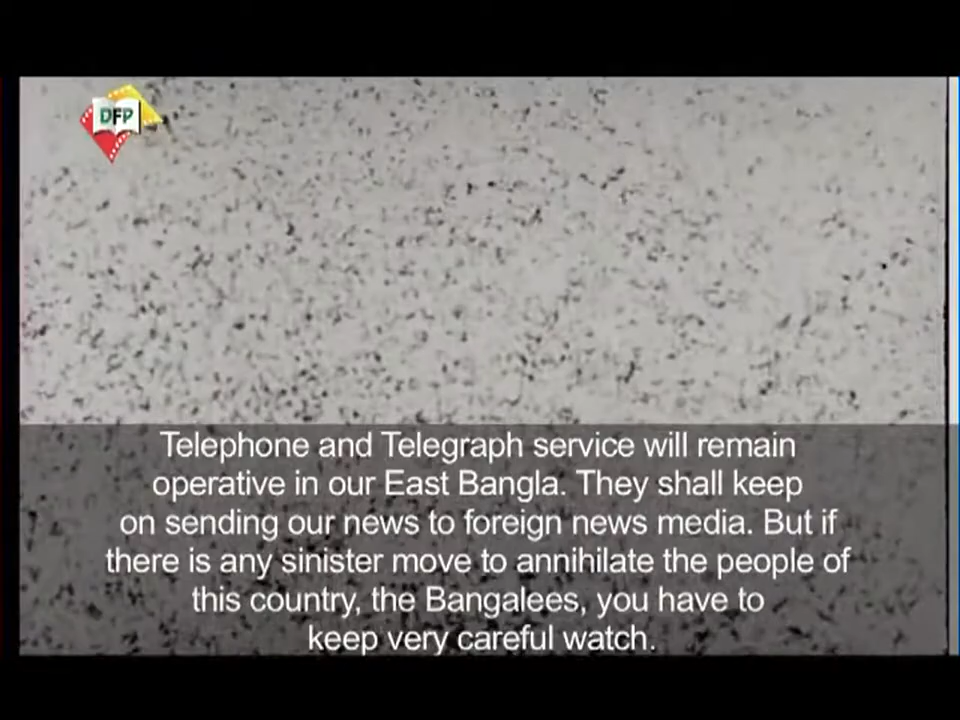 DFP
Telephone and Telegraph service will remain
operative in our East Bangla. They shall keep
on sending our news to foreign news media. But if
there is any sinister move to annihilate the people of
this country, the Bangalees, you have to
keep very careful watch.